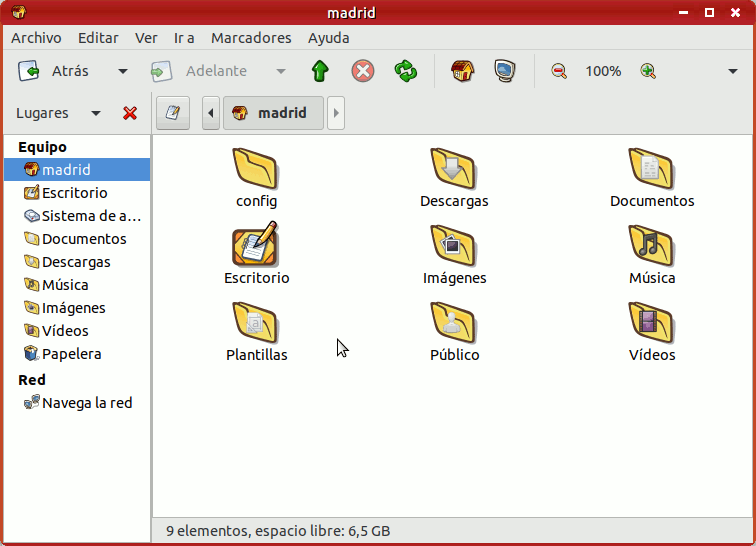 madrid
Archivo Editar Ver Ir a Marcadores Ayuda
Atrás Adelante 100%
Lugares madrid
Equipo
madrid
Escritorio
Sistema de a...
Documentos
Descargas
Música
Imágenes
Vídeos
Papelera
Red
Navega la red
config Descargas Documentos
Escritorio Imágenes Música
Plantillas Público Vídeos
9 elementos, espacio libre: 6,5 GB